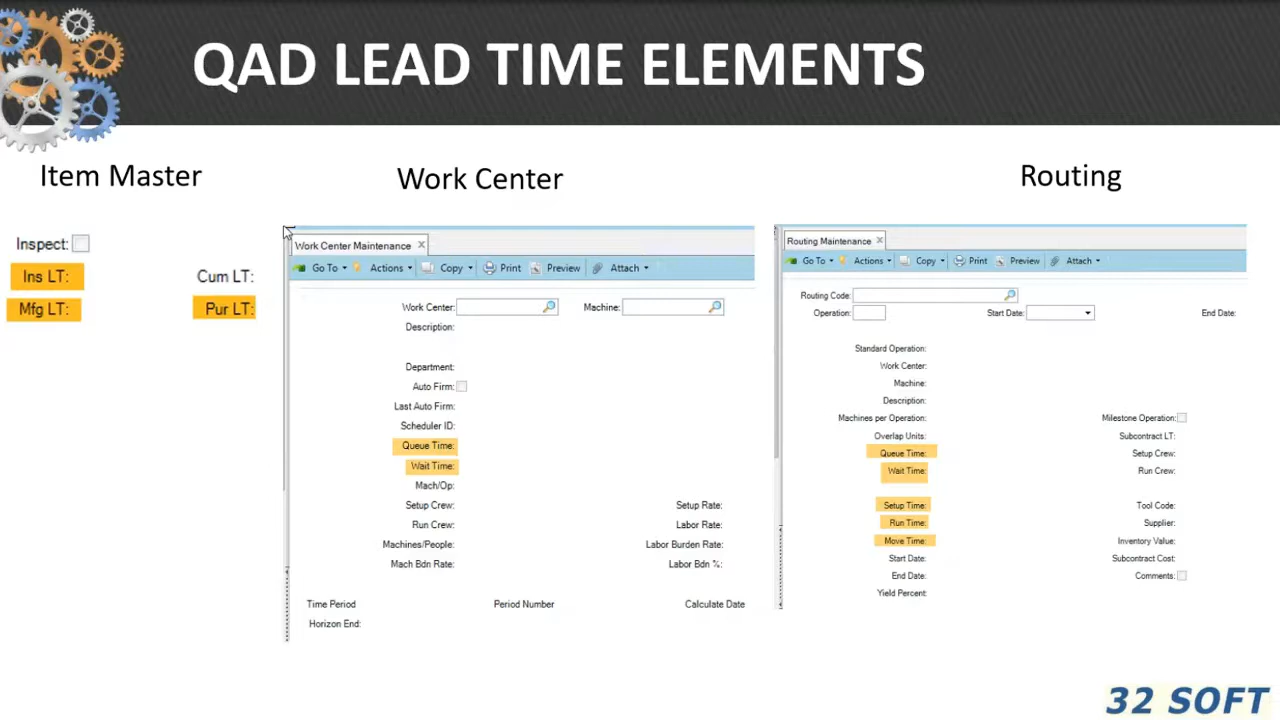 QAD LEAD TIME ELEMENTS
Item Master
Inspect:
Ins LT:
Cum LT:
Mfg LT:
Pur LT:
Work Center
Work Center Maintenance
Go To
Actions
Copy
Print
Preview
Attach
Work Center:
Machine:
Description:
Department:
Auto Firm:
Last Auto Firm:
Scheduler ID:
Queue Time:
Wait Time:
Mach/Op:
Setup Crew:
Setup Rate:
Run Crew:
Labor Rate:
Machines/People:
Labor Burden Rate:
Mach Bdn Rate:
Labor Bdn %:
Time Period
Period Number
Calculate Date
Horizon End:
Routing
Routing Maintenance
Go To
Actions
Copy
Print
Preview
Attach
Routing Code:
Operation:
Start Date:
End Date:
Standard Operation:
Work Center:
Machine:
Description:
Machines per Operation:
Milestone Operation:
Overlap Units:
Subcontract LT:
Queue Time:
Setup Crew:
Wait Time:
Run Crew:
Setup Time:
Tool Code:
Run Time:
Supplier:
Move Time:
Inventory Value:
Start Date:
Subcontract Cost:
End Date:
Comments:
Yield Percent:
32 SOFT